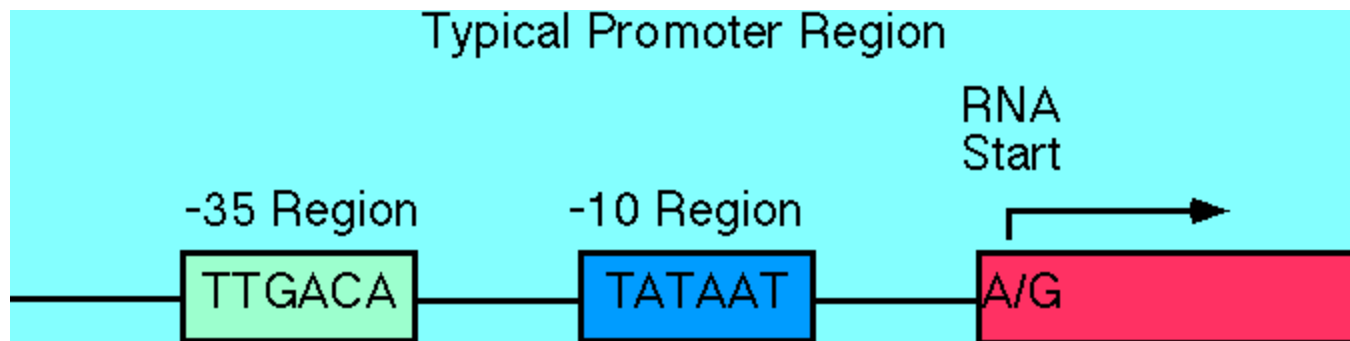 Typical Promoter Region
RNA
Start
-35 Region
-10 Region
TTGACA
TATAAT
A/G